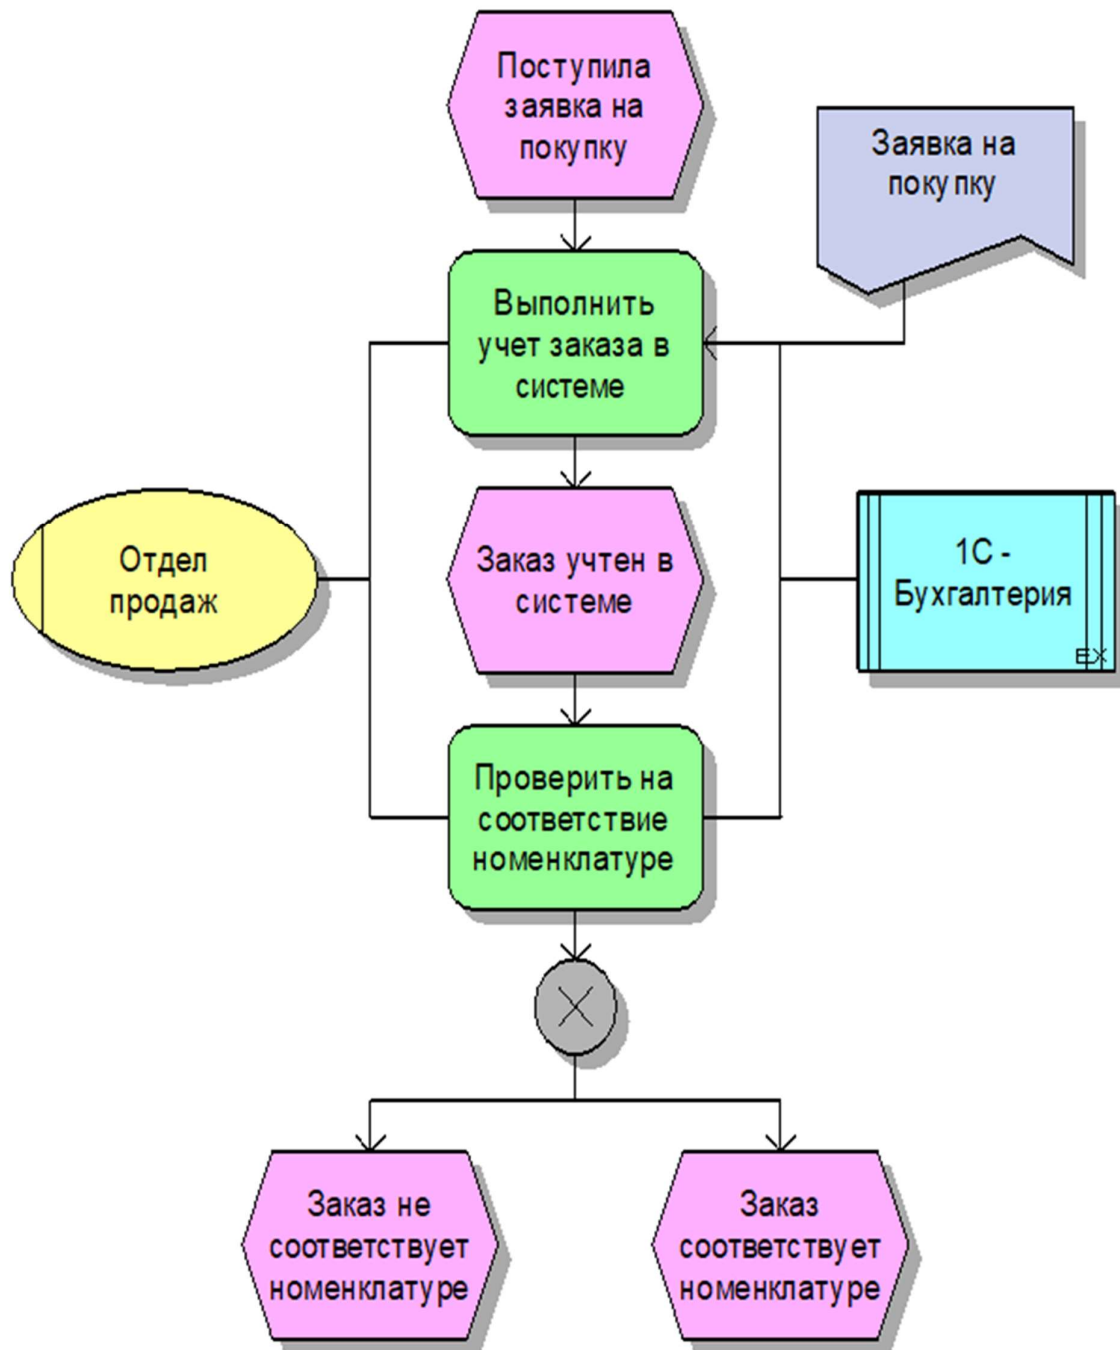 Поступила
заявка на
покупку
Заявка на
покупку
Выполнить
учет заказа в
системе
Отдел
продаж
Заказ учтен в
системе
1С -
Бухгалтерия
EX
Проверить на
соответствие
номенклатуре
Заказ не
соответствует
номенклатуре
Заказ
соответствует
номенклатуре